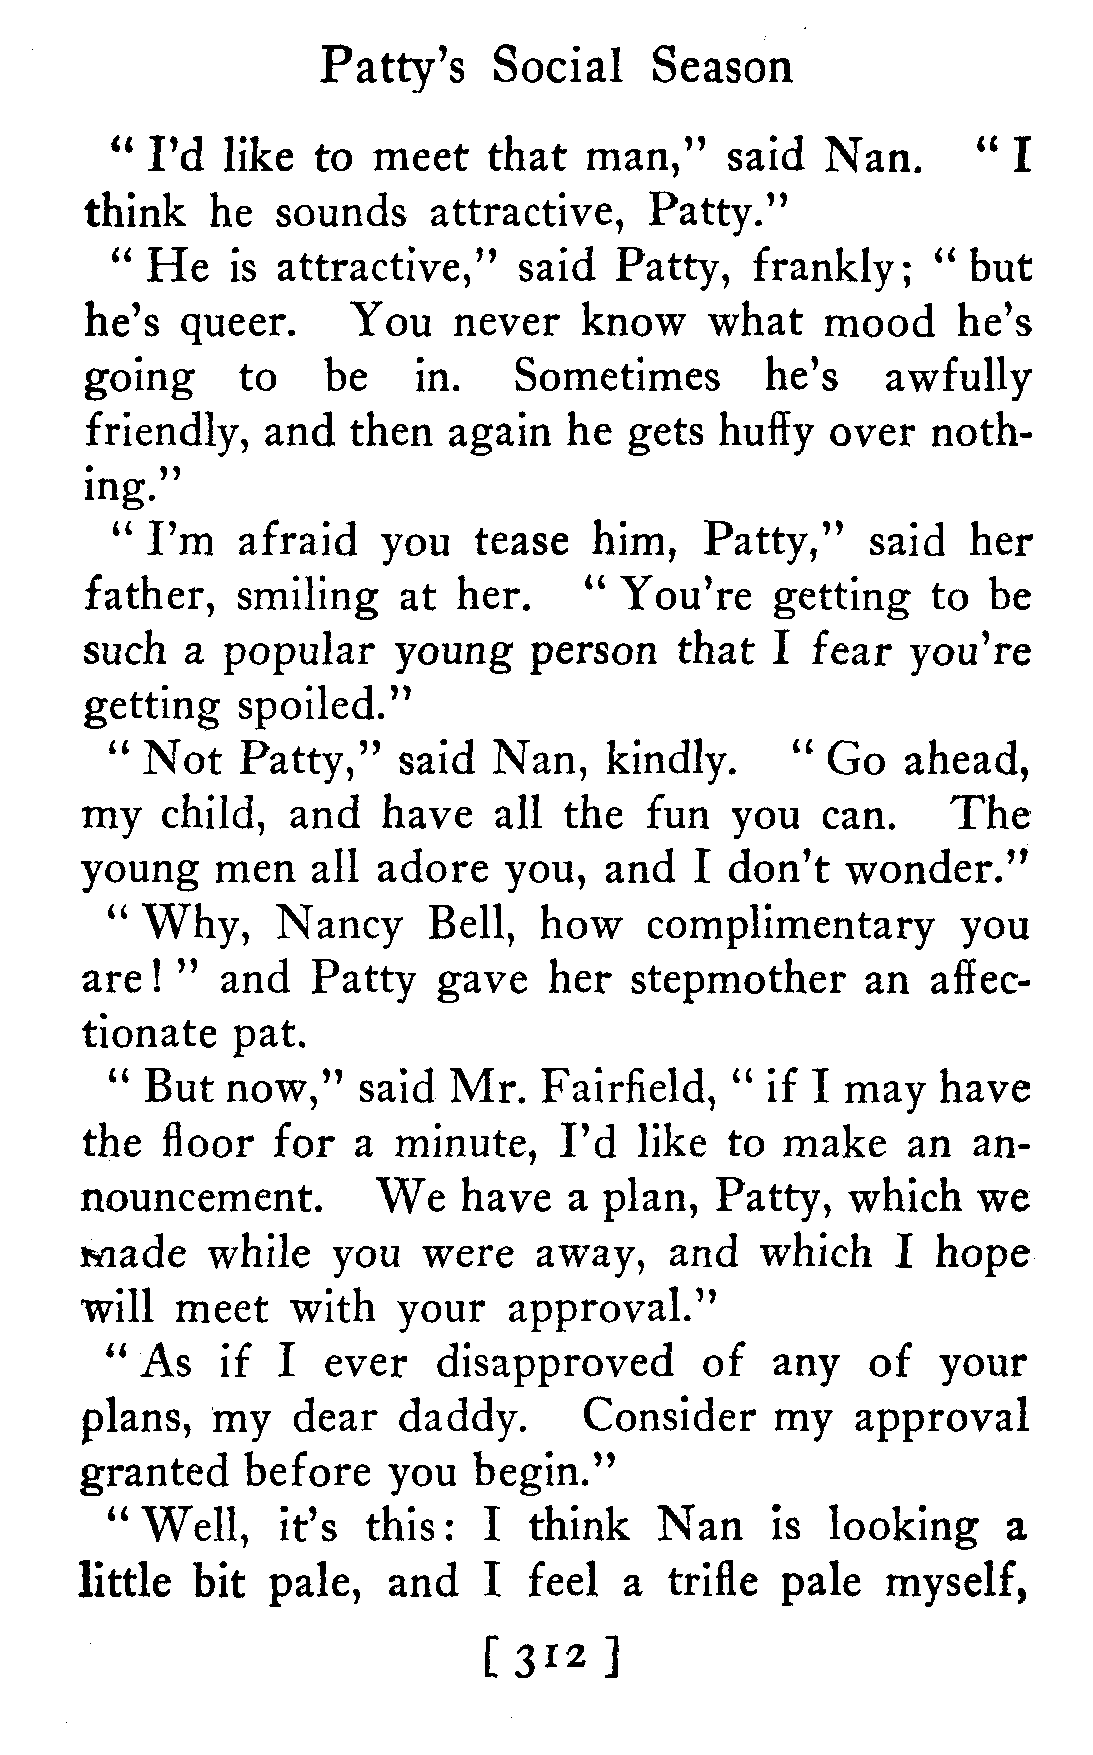 Patty's Social Season
" I'd like to meet that man," said Nan. " I
think he sounds attractive, Patty."
" He is attractive," said Patty, frankly; " but
he's queer. You never know what mood he's
going to be in. Sometimes he's awfully
friendly, and then again he gets huffy over noth-
ing."
" I'm afraid you tease him, Patty," said her
father, smiling at her. " You're getting to be
such a popular young person that I fear you're
getting spoiled."
" Not Patty," said Nan, kindly. " Go ahead,
my child, and have all the fun you can. The
young men all adore you, and I don't wonder."
" Why, Nancy Bell, how complimentary you
are! " and Patty gave her stepmother an affec-
tionate pat.
" But now," said Mr. Fairfield, " if I may have
the floor for a minute, I'd like to make an an-
nouncement. We have a plan, Patty, which we
made while you were away, and which I hope
will meet with your approval."
" As if I ever disapproved of any of your
plans, my dear daddy. Consider my approval
granted before you begin."
" Well, it's this: I think Nan is looking a
little bit pale, and I feel a trifle pale myself,
[ 312 ]